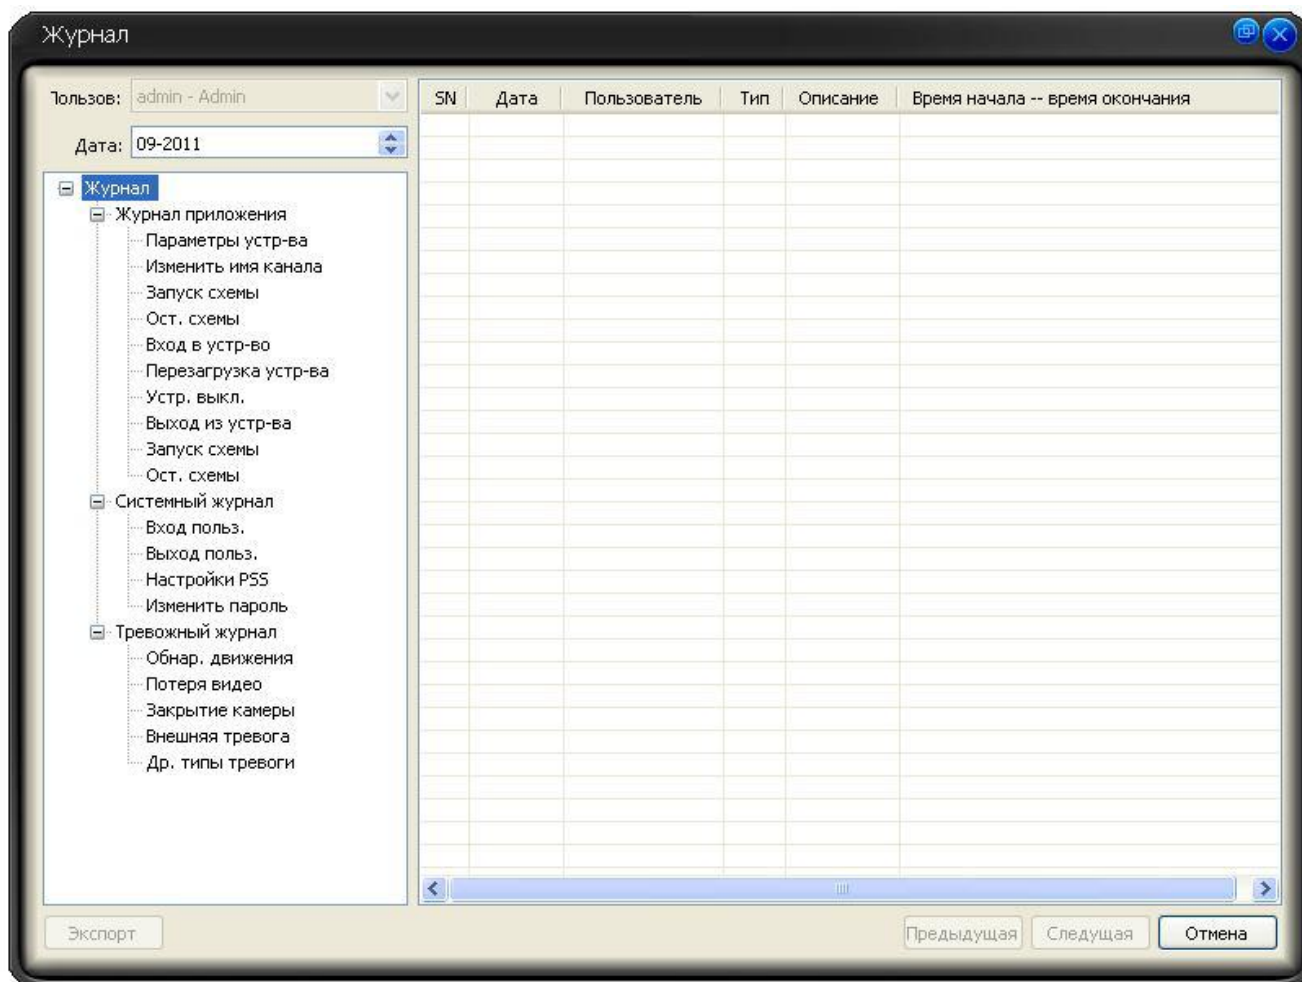 Журнал
Пользов: admin - Admin
Дата: 09-2011
Журнал
Журнал приложения
Параметры устр-ва
Изменить имя канала
Запуск схемы
Ост. схемы
Вход в устр-во
Перезагрузка устр-ва
Устр. выкл.
Выход из устр-ва
Запуск схемы
Ост. схемы
Системный журнал
Вход польз.
Выход польз.
Настройки PSS
Изменить пароль
Тревожный журнал
Обнар. движения
Потеря видео
Закрытие камеры
Внешняя тревога
Др. типы тревоги
SN Дата Пользователь Тип Описание Время начала -- время окончания
Экспорт Предыдущая Следущая Отмена